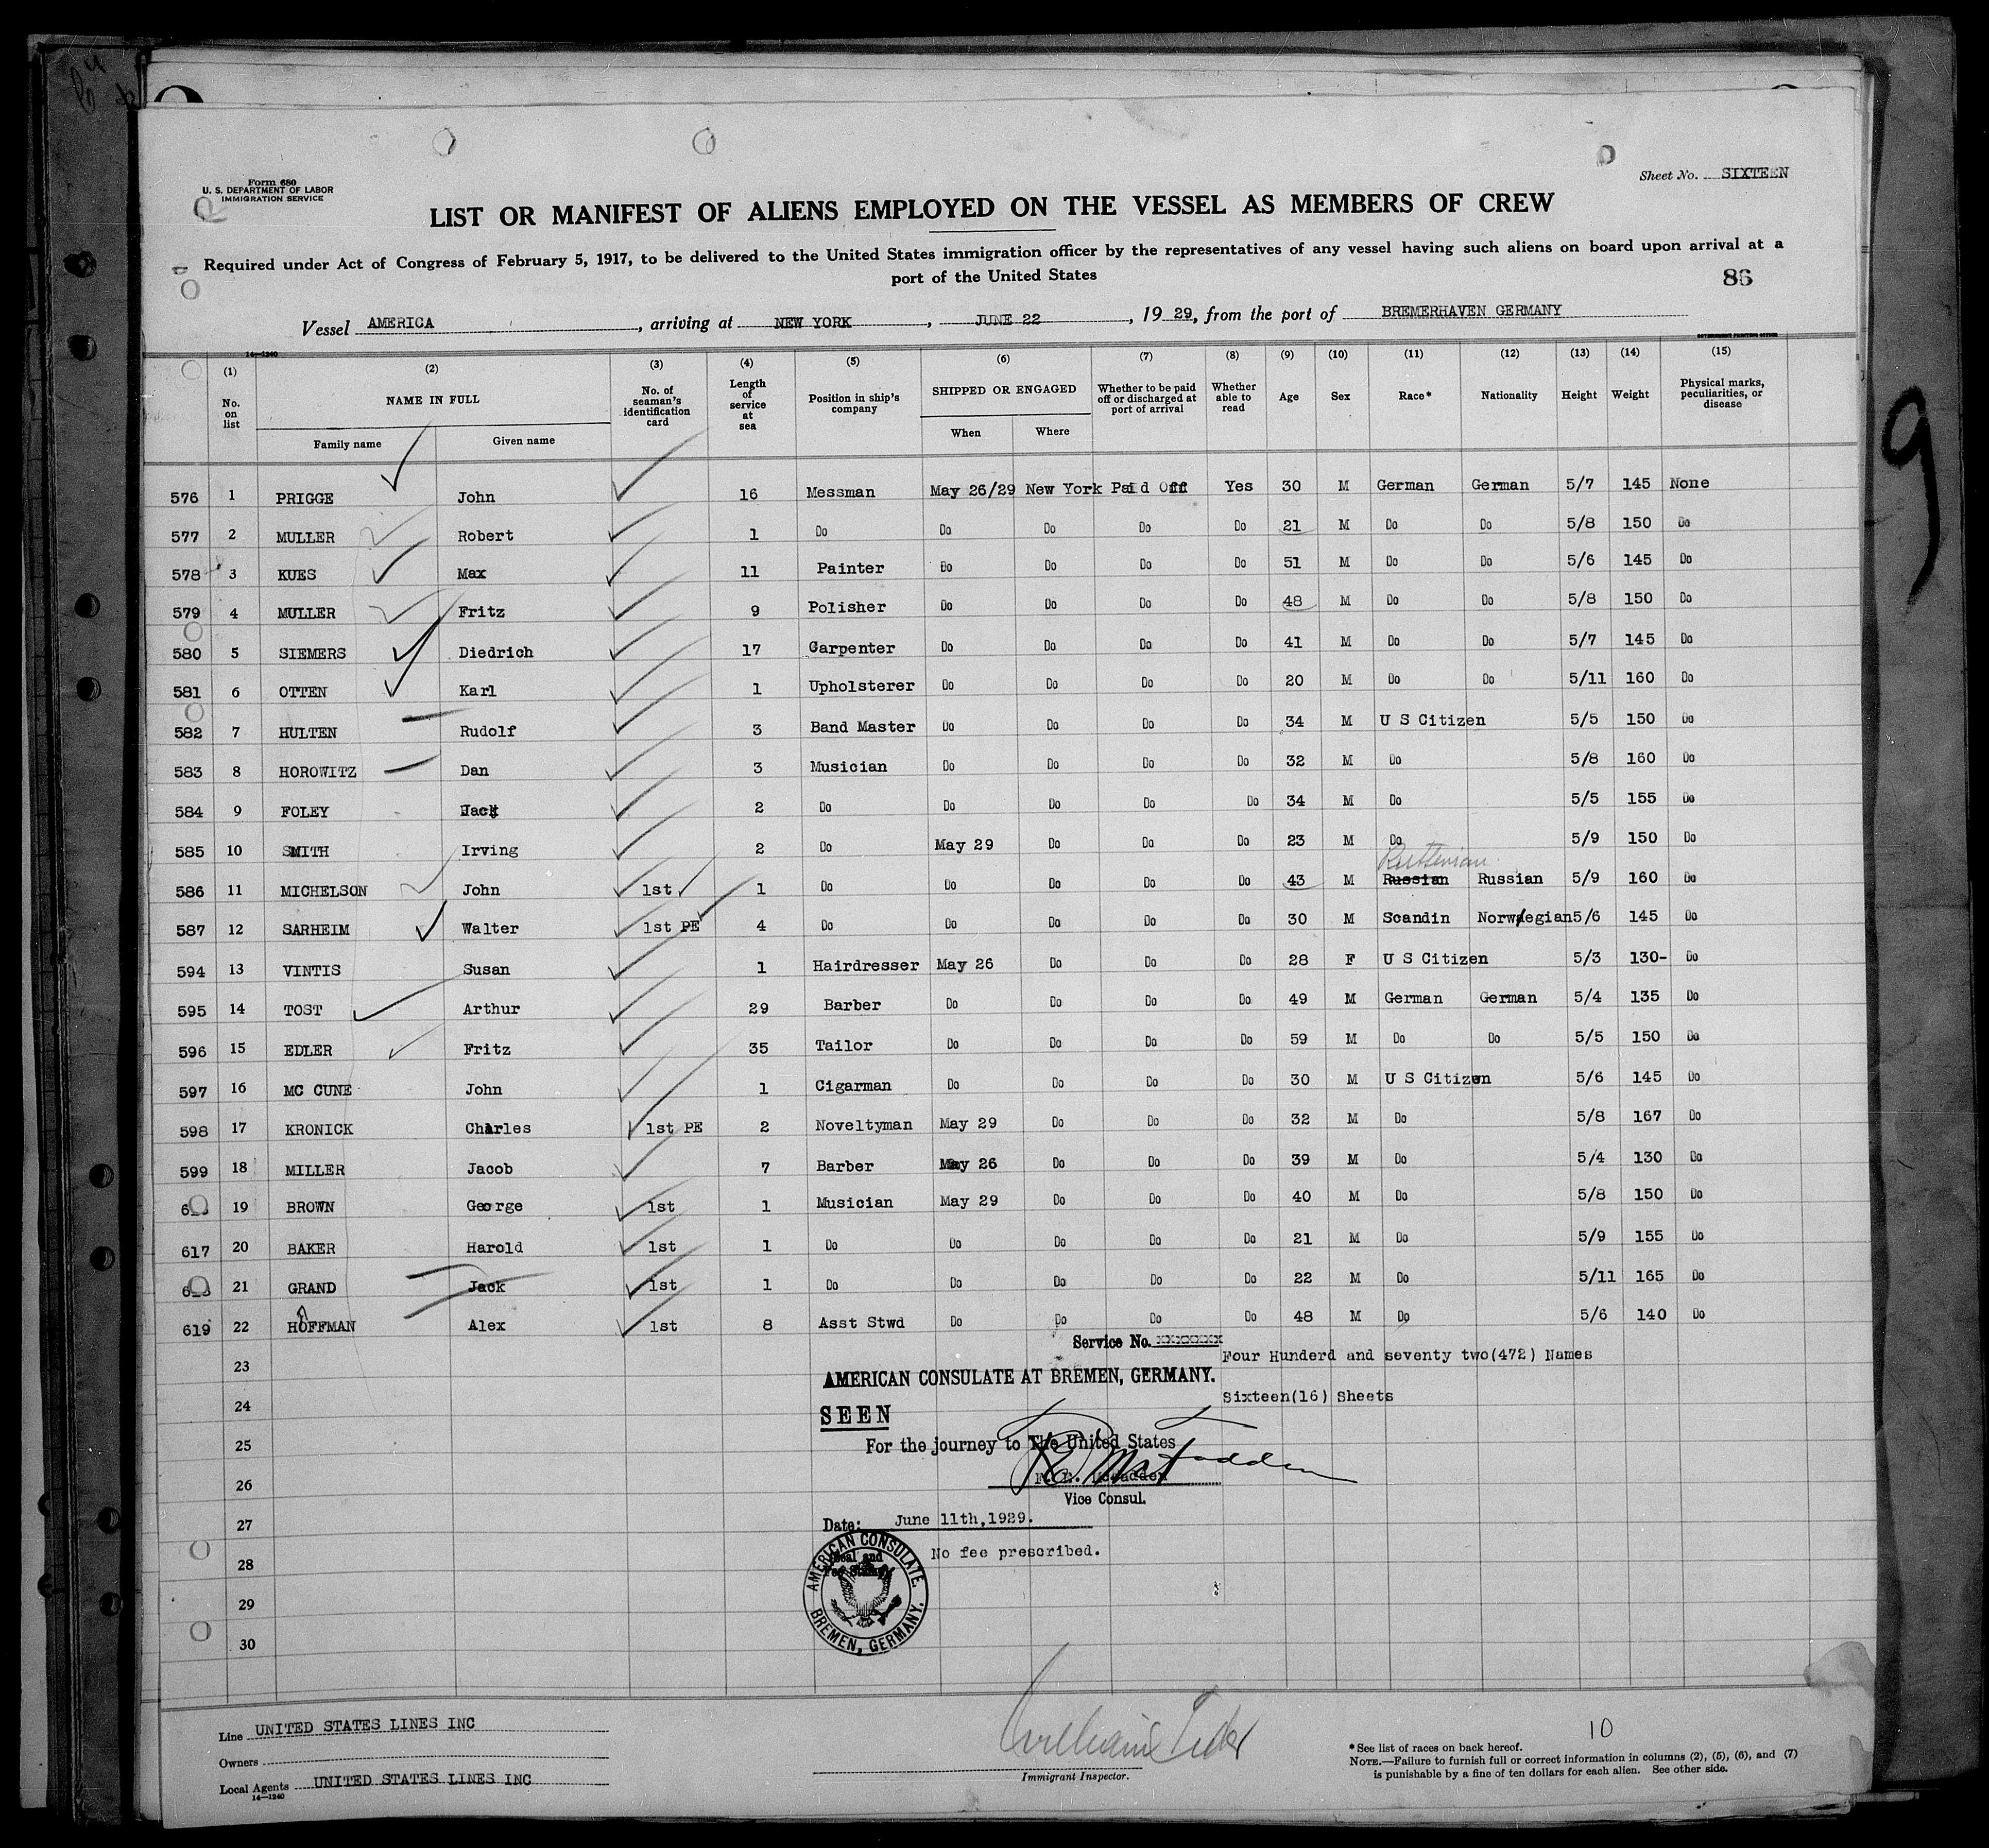 Form 680
U. S. DEPARTMENT OF LABOR
IMMIGRATION SERVICE
Sheet No. SIXTEEN
LIST OR MANIFEST OF ALIENS EMPLOYED ON THE VESSEL AS MEMBERS OF CREW
Required under Act of Congress of February 5, 1917, to be delivered to the United States immigration officer by the representatives of any vessel having such aliens on board upon arrival at a
port of the United States
86
Vessel AMERICA, arriving at NEW YORK, JUNE 22, 1929, from the port of BREMERHAVEN GERMANY
14—1240
GOVERNMENT PRINTING OFFICE
(1) (2) (3) (4) (5) (6) (7) (8) (9) (10) (11) (12) (13) (14) (15)
No. on list NAME IN FULL No. of seaman's identification card Length of service at sea Position in ship's company SHIPPED OR ENGAGED Whether to be paid off or discharged at port of arrival Whether able to read Age Sex Race* Nationality Height Weight Physical marks, peculiarities, or disease
Family name Given name When Where
576 1 PRIGGE John 16 Messman May 26/29 New York Paid Off Yes 30 M German German 5/7 145 None
577 2 MULLER Robert 1 Do Do Do Do Do 21 M Do Do 5/8 150 Do
578 3 KUES Max 11 Painter Do Do Do Do 51 M Do Do 5/6 145 Do
579 4 MULLER Fritz 9 Polisher Do Do Do Do 48 M Do Do 5/8 150 Do
580 5 SIEMERS Diedrich 17 Carpenter Do Do Do Do 41 M Do Do 5/7 145 Do
581 6 OTTEN Karl 1 Upholsterer Do Do Do Do 20 M Do Do 5/11 160 Do
582 7 HULTEN Rudolf 3 Band Master Do Do Do Do 34 M U S Citizen 5/5 150 Do
583 8 HOROWITZ Dan 3 Musician Do Do Do Do 32 M Do 5/8 160 Do
584 9 FOLEY Jack 2 Do Do Do Do Do 34 M Do 5/5 155 Do
585 10 SMITH Irving 2 Do May 29 Do Do Do 23 M Do 5/9 150 Do
Ruthenian
586 11 MICHELSON John 1st 1 Do Do Do Do Do 43 M Russian Russian 5/9 160 Do
587 12 SARHEIM Walter 1st PE 4 Do Do Do Do Do 30 M Scandin Norwegian 5/6 145 Do
594 13 VINTIS Susan 1 Hairdresser May 26 Do Do Do 28 F U S Citizen 5/3 130- Do
595 14 TOST Arthur 29 Barber Do Do Do Do 49 M German German 5/4 135 Do
596 15 EDLER Fritz 35 Tailor Do Do Do Do 59 M Do Do 5/5 150 Do
597 16 MC CUNE John 1 Cigarman Do Do Do Do 30 M U S Citizen 5/6 145 Do
598 17 KRONICK Charles 1st PE 2 Noveltyman May 29 Do Do Do 32 M Do 5/8 167 Do
599 18 MILLER Jacob 7 Barber May 26 Do Do Do 39 M Do 5/4 130 Do
19 BROWN George 1st 1 Musician May 29 Do Do Do 40 M Do 5/8 150 Do
617 20 BAKER Harold 1st 1 Do Do Do Do Do 21 M Do 5/9 155 Do
21 GRAND Jack 1st 1 Do Do Do Do Do 22 M Do 5/11 165 Do
619 22 HOFFMAN Alex 1st 8 Asst Stwd Do Do Do Do 48 M Do 5/6 140 Do
Service No. xxxxxxx
23 Four Hunderd and seventy two(472) Names
AMERICAN CONSULATE AT BREMEN, GERMANY.
24 Sixteen(16) Sheets
SEEN
25 For the journey to The United States
26
Vice Consul.
27 Date: June 11th,1929.
28 No fee prescribed.
Seal and
Fee Stamp
AMERICAN CONSULATE.
BREMEN, GERMANY.
29
30
Line UNITED STATES LINES INC
Owners
Local Agents UNITED STATES LINES INC
14—1240
Immigrant Inspector.
10
*See list of races on back hereof.
NOTE.—Failure to furnish full or correct information in columns (2), (5), (6), and (7)
is punishable by a fine of ten dollars for each alien. See other side.
9